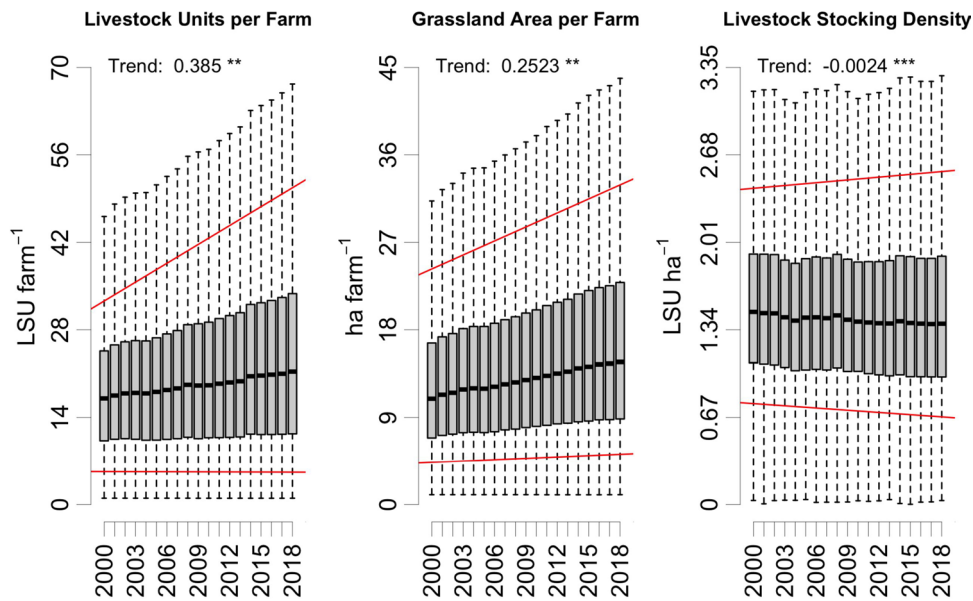 Livestock Units per Farm
Trend: 0.385 **
LSU farm⁻¹
70
56
42
28
14
0
2000 2003 2006 2009 2012 2015 2018
Grassland Area per Farm
Trend: 0.2523 **
ha farm⁻¹
45
36
27
18
9
0
2000 2003 2006 2009 2012 2015 2018
Livestock Stocking Density
Trend: -0.0024 ***
LSU ha⁻¹
3.35
2.68
2.01
1.34
0.67
0
2000 2003 2006 2009 2012 2015 2018